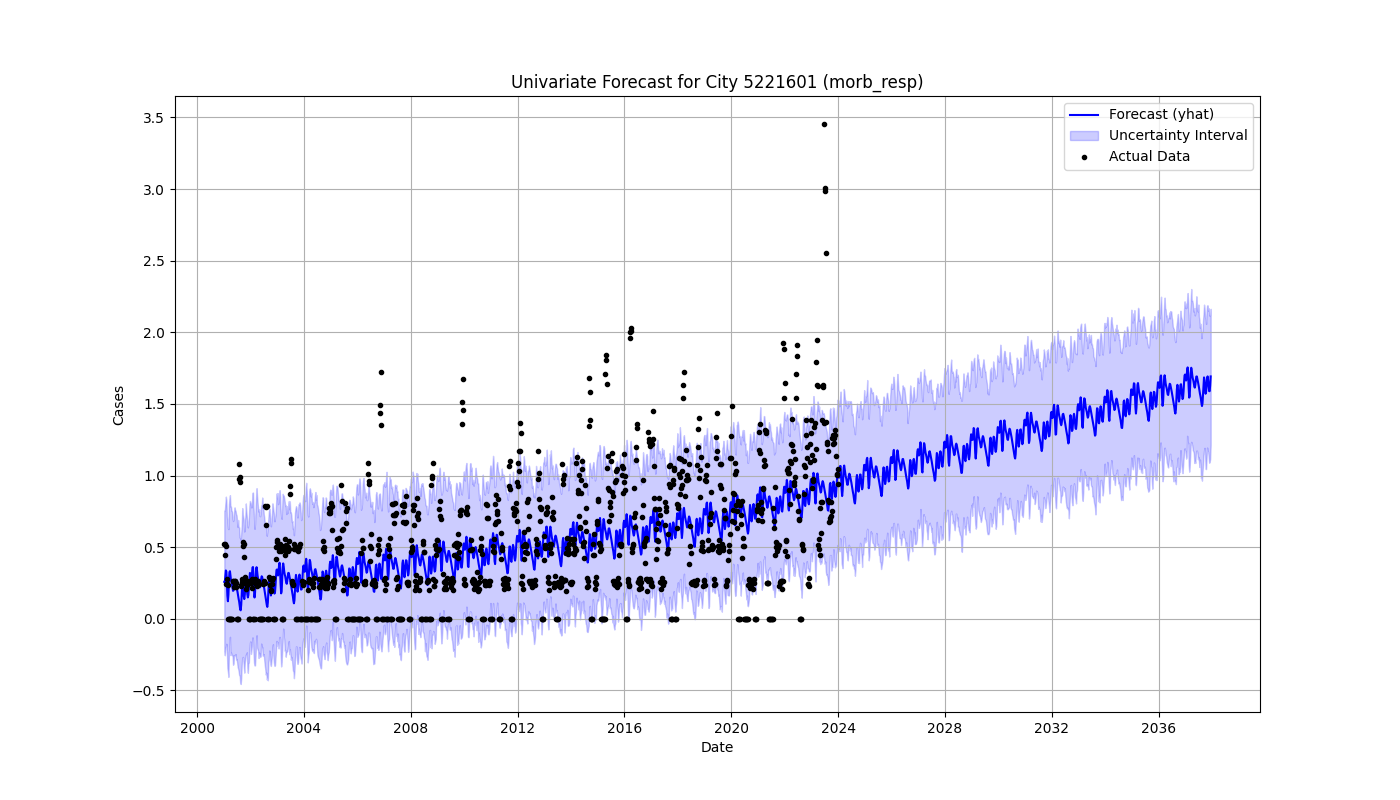 Univariate Forecast for City 5221601 (morb_resp)
Forecast (yhat)
Uncertainty Interval
Actual Data
3.5
3.0
2.5
2.0
1.5
1.0
0.5
0.0
−0.5
Cases
2000 2004 2008 2012 2016 2020 2024 2028 2032 2036
Date